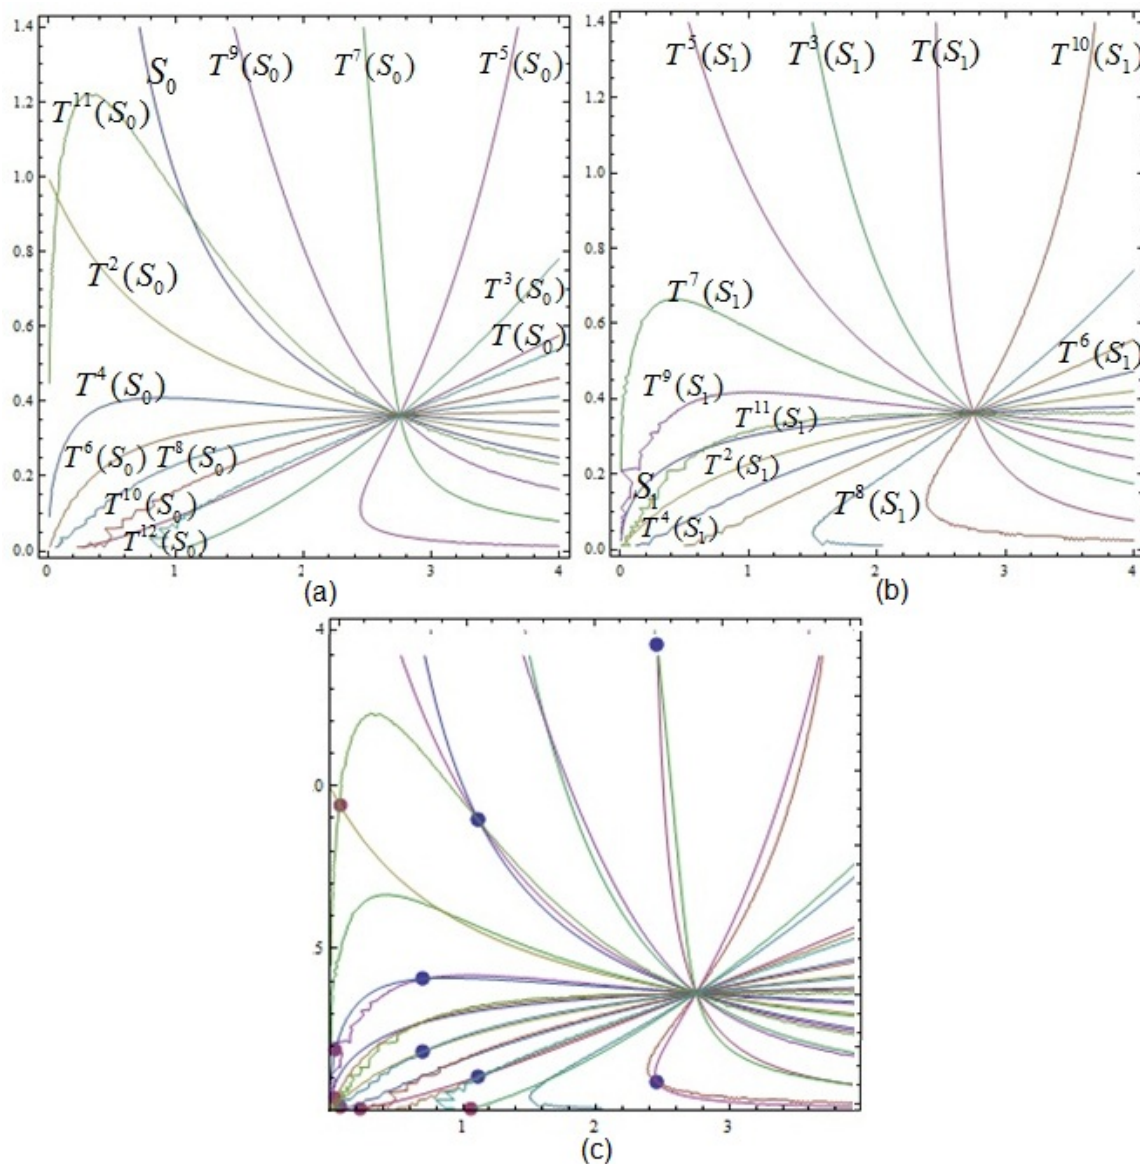 1.4
S₀
T⁹(S₀)
T⁷(S₀)
T⁵(S₀)
1.2
T¹¹(S₀)
1.0
0.8
T²(S₀)
T³(S₀)
0.6
T(S₀)
0.4
T⁴(S₀)
T⁶(S₀)
T⁸(S₀)
0.2
T¹⁰(S₀)
T¹²(S₀)
0.0
0 1 2 3 4
(a)
1.4
T⁵(S₁)
T³(S₁)
T(S₁)
T¹⁰(S₁)
1.2
1.0
0.8
T⁷(S₁)
0.6
T⁶(S₁)
T⁹(S₁)
0.4
T¹¹(S₁)
T²(S₁)
0.2
S₁
T⁸(S₁)
T⁴(S₁)
0.0
0 1 2 3 4
(b)
.4
.0
.5
1 2 3
(c)